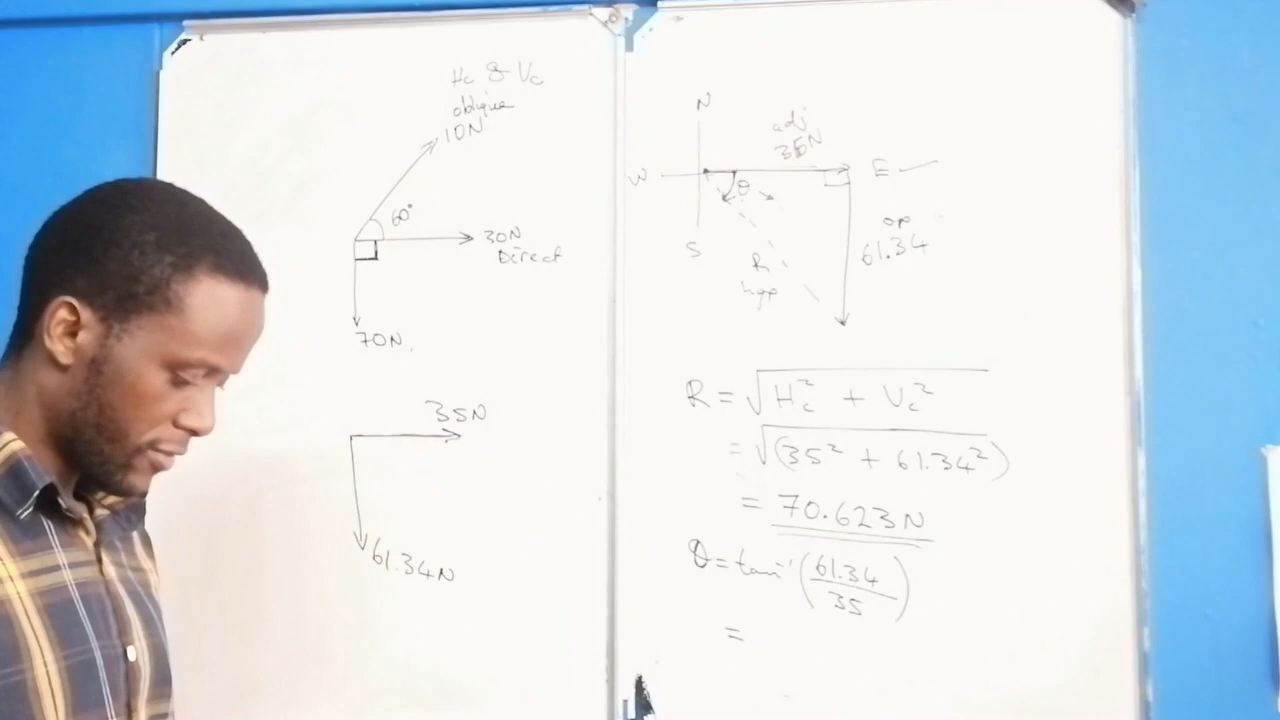 Hc & Vc
oblique
10N
60°
30N
Direct
70N.
35N
61.34N
N
adj
35N
W
E
θ
S
op
61.34
R
hyp
R = √Hc² + Vc²
= √(35² + 61.34²)
= 70.623N
θ = tan⁻¹ (61.34/35)
=